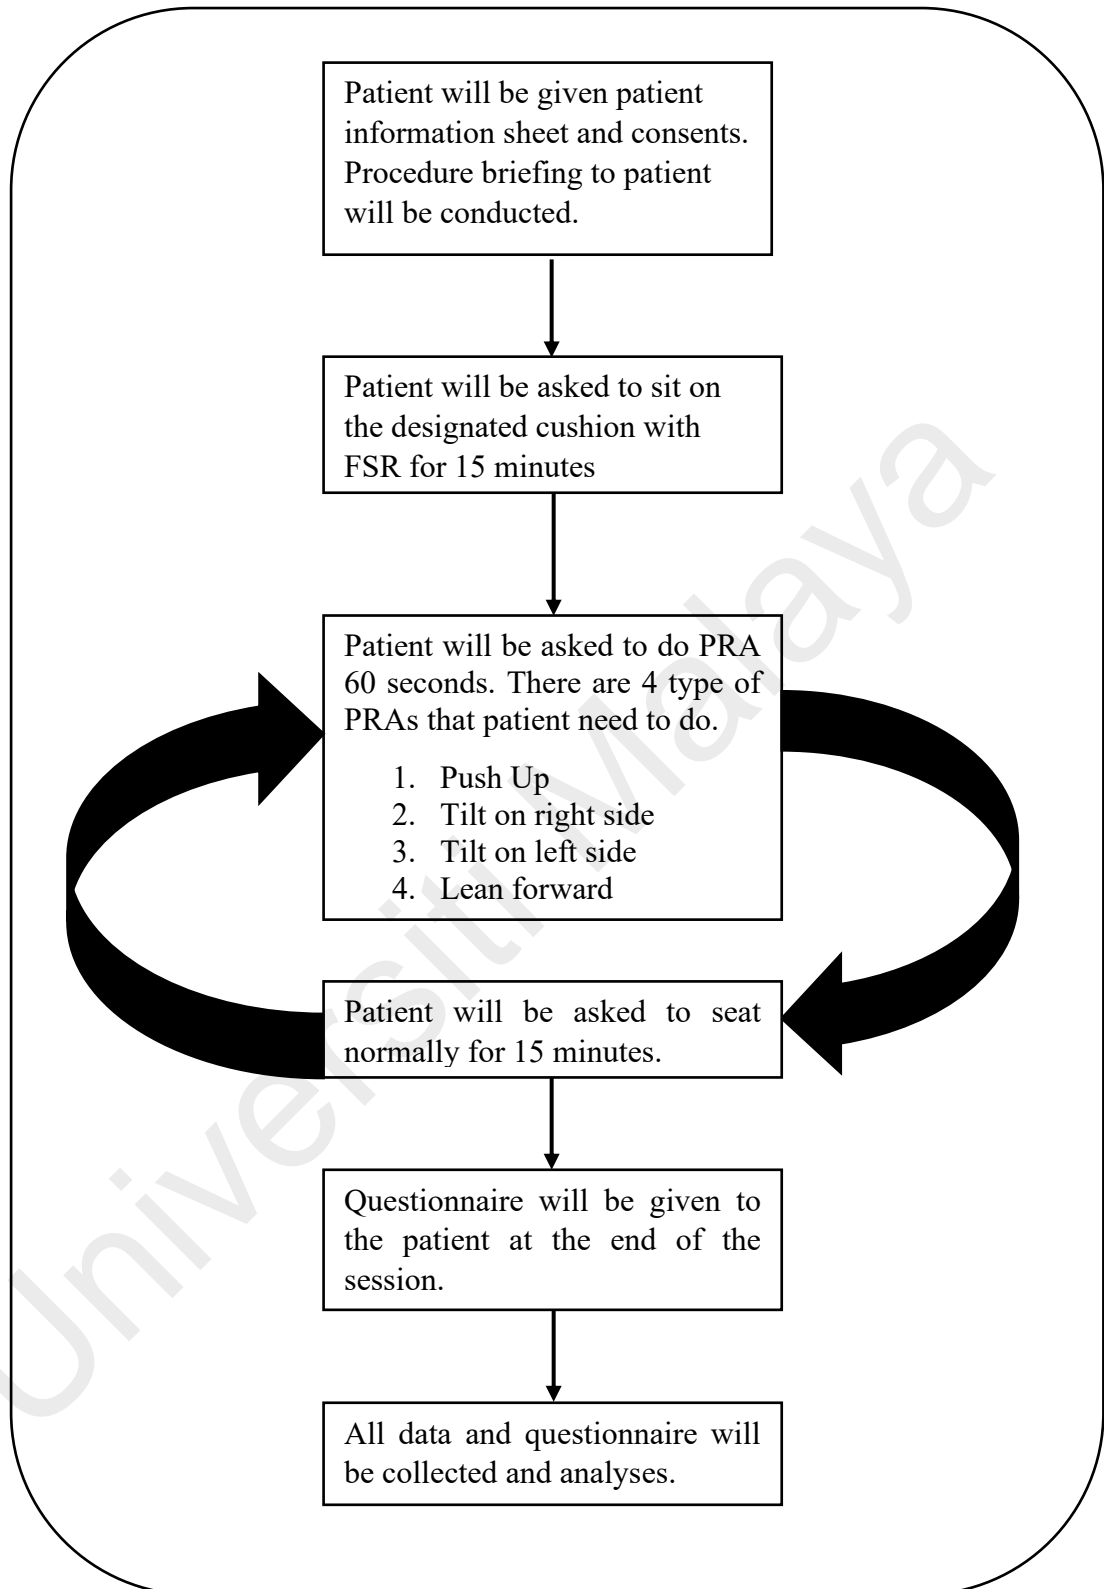 Patient will be given patient
information sheet and consents.
Procedure briefing to patient
will be conducted.
Patient will be asked to sit on
the designated cushion with
FSR for 15 minutes
Patient will be asked to do PRA
60 seconds. There are 4 type of
PRAs that patient need to do.
1. Push Up
2. Tilt on right side
3. Tilt on left side
4. Lean forward
Patient will be asked to seat
normally for 15 minutes.
Questionnaire will be given to
the patient at the end of the
session.
All data and questionnaire will
be collected and analyses.
Universiti Malaya